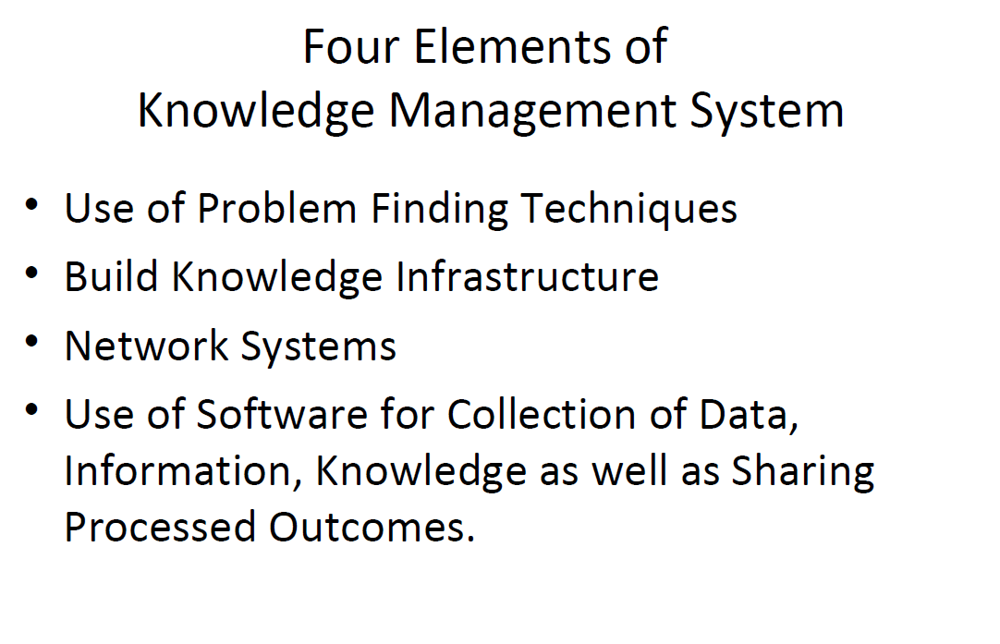 Four Elements of
Knowledge Management System
• Use of Problem Finding Techniques
• Build Knowledge Infrastructure
• Network Systems
• Use of Software for Collection of Data,
Information, Knowledge as well as Sharing
Processed Outcomes.